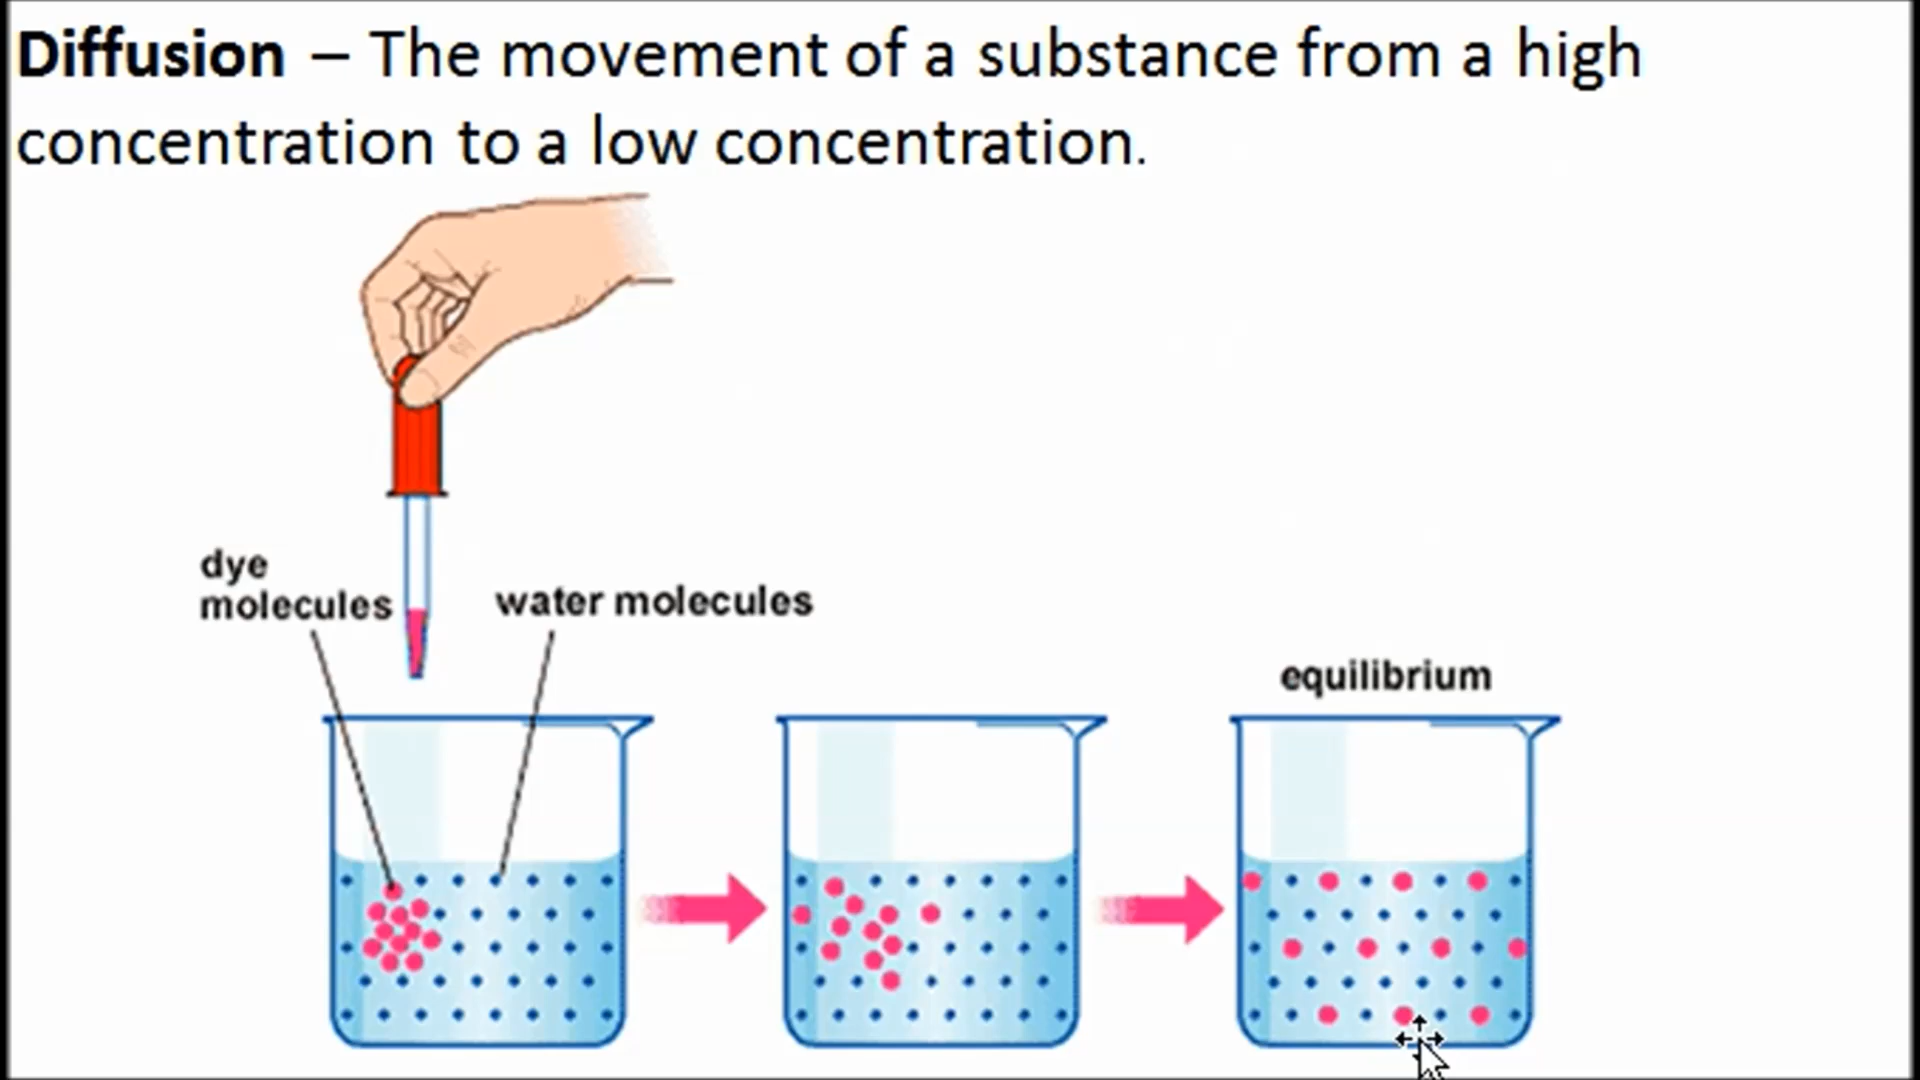 Diffusion – The movement of a substance from a high
concentration to a low concentration.
dye
molecules
water molecules
equilibrium